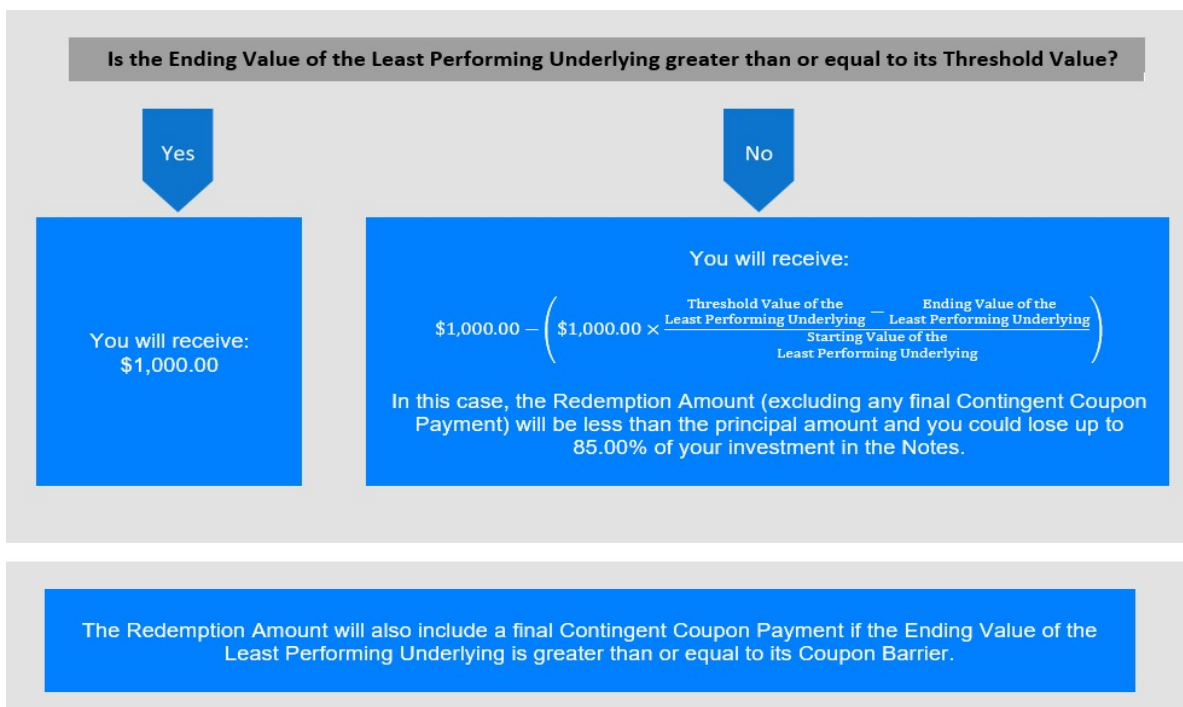 Is the Ending Value of the Least Performing Underlying greater than or equal to its Threshold Value?
Yes
No
You will receive:
$1,000.00
You will receive:
$1,000.00 − ( $1,000.00 ×
Threshold Value of the
Least Performing Underlying
−
Ending Value of the
Least Performing Underlying
Starting Value of the
Least Performing Underlying
)
In this case, the Redemption Amount (excluding any final Contingent Coupon
Payment) will be less than the principal amount and you could lose up to
85.00% of your investment in the Notes.
The Redemption Amount will also include a final Contingent Coupon Payment if the Ending Value of the
Least Performing Underlying is greater than or equal to its Coupon Barrier.